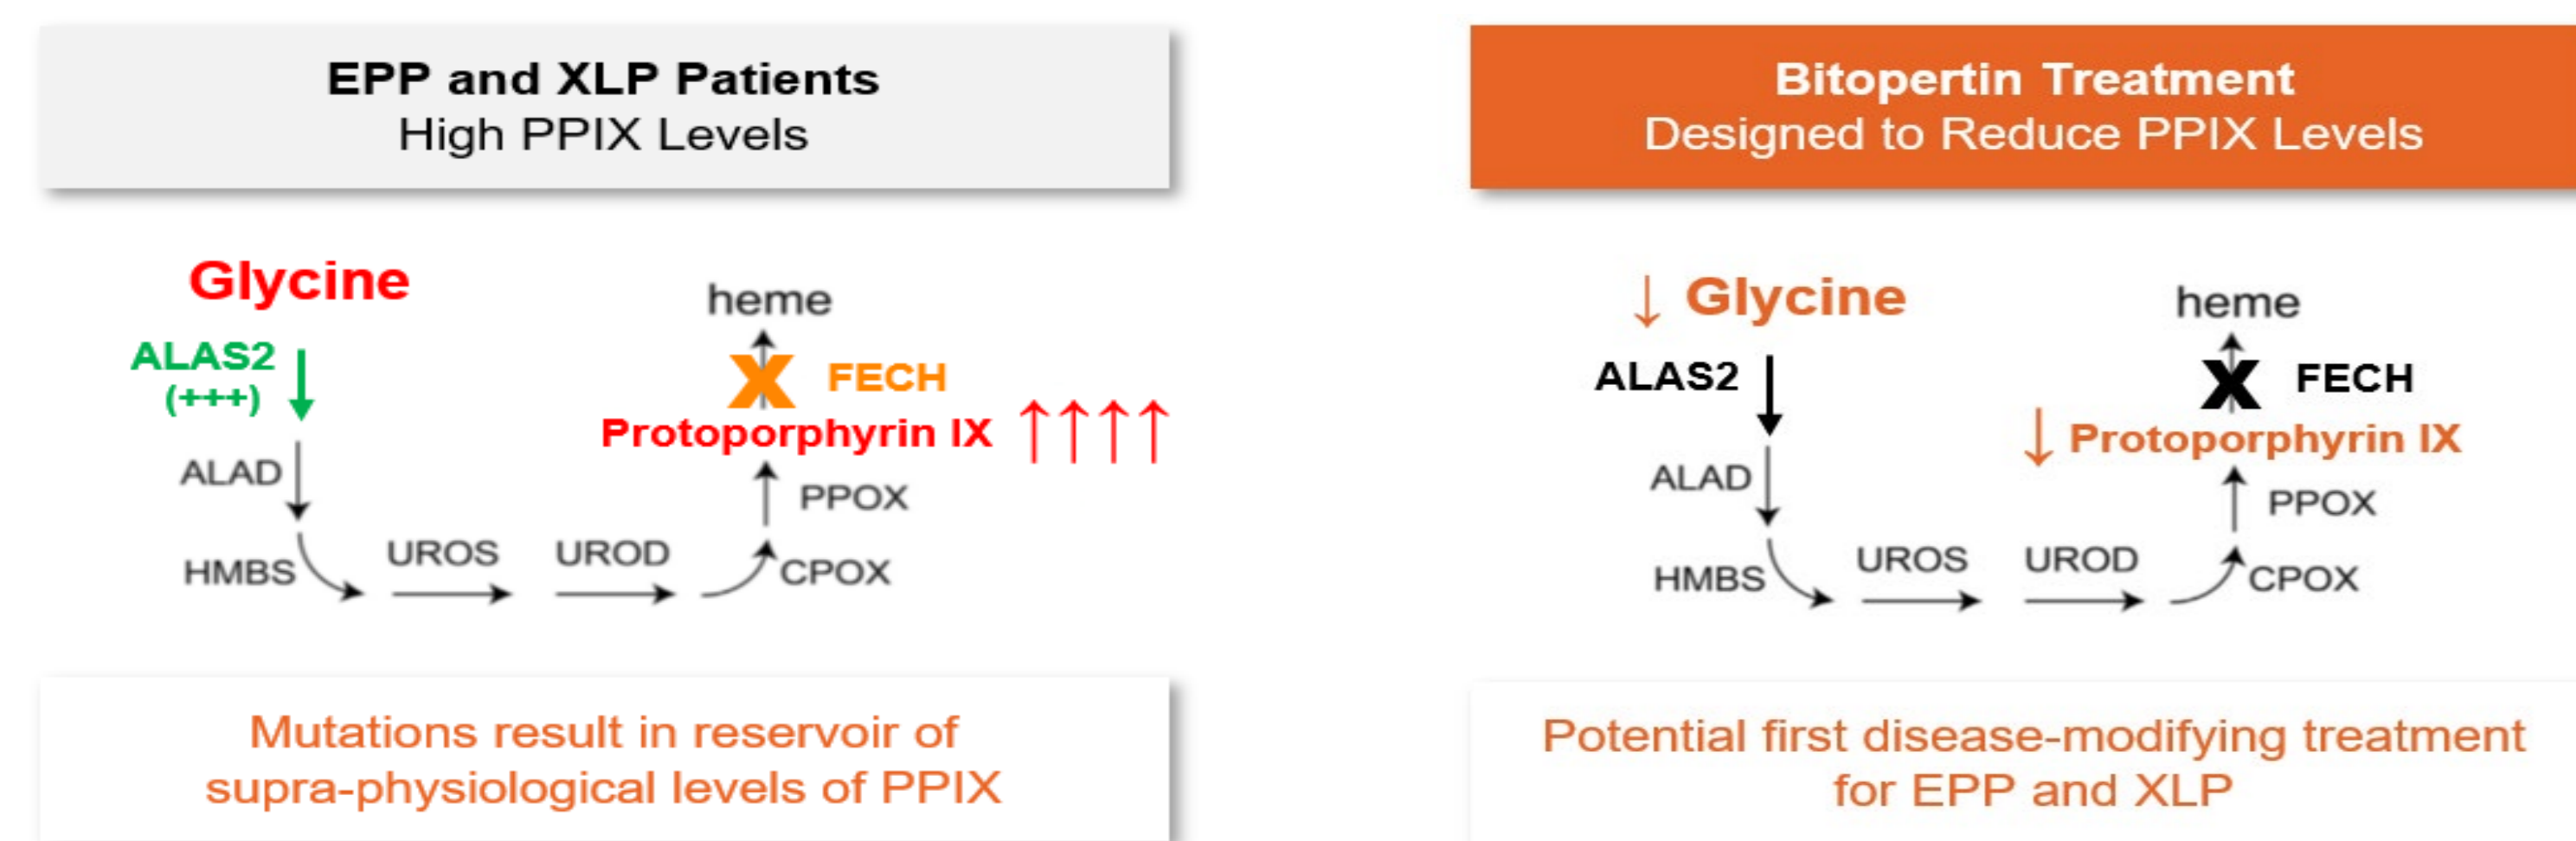 EPP and XLP Patients
High PPIX Levels
Glycine
ALAS2
(+++)
ALAD
HMBS
UROS
UROD
CPOX
PPOX
Protoporphyrin IX ↑↑↑↑
X FECH
heme
Mutations result in reservoir of
supra-physiological levels of PPIX
Bitopertin Treatment
Designed to Reduce PPIX Levels
↓ Glycine
ALAS2
ALAD
HMBS
UROS
UROD
CPOX
PPOX
↓ Protoporphyrin IX
X FECH
heme
Potential first disease-modifying treatment
for EPP and XLP